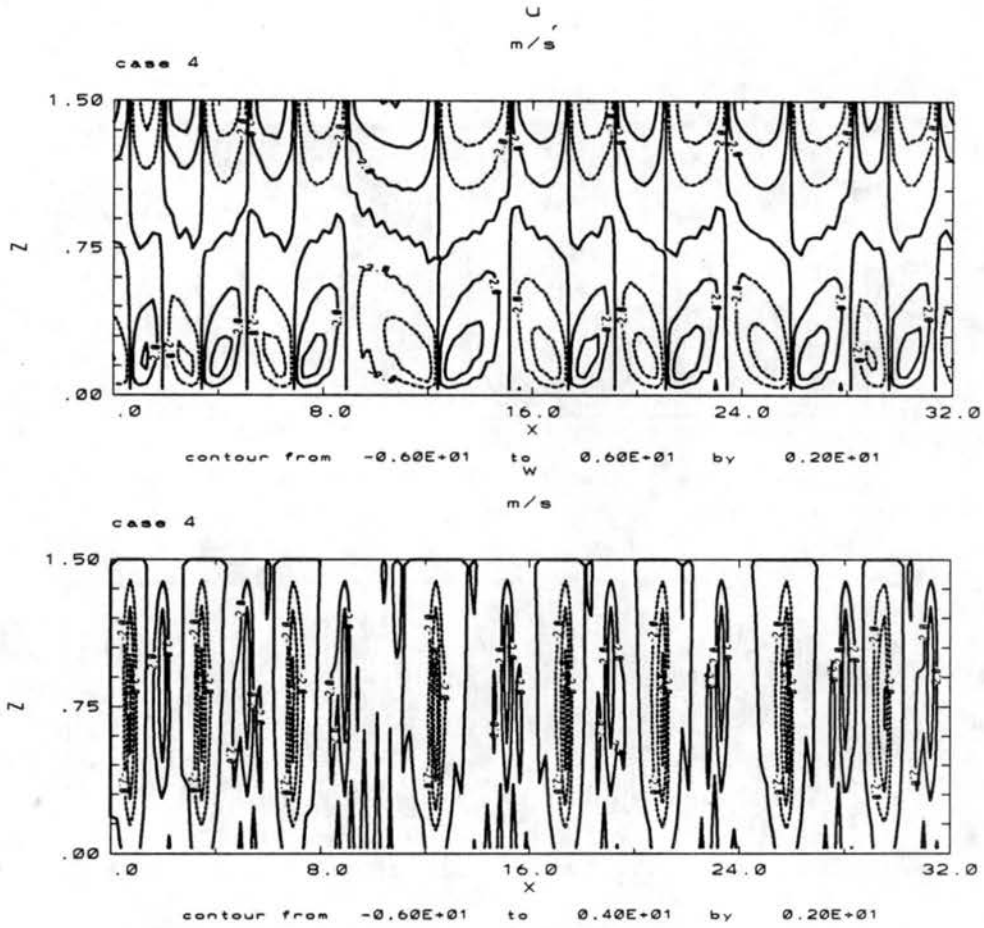 u
m/s
case 4
1.50
Z
.75
.00
.0 8.0 16.0 24.0 32.0
x
contour from -0.60E+01 to 0.60E+01 by 0.20E+01
w
m/s
case 4
1.50
Z
.75
.00
.0 8.0 16.0 24.0 32.0
x
contour from -0.60E+01 to 0.40E+01 by 0.20E+01